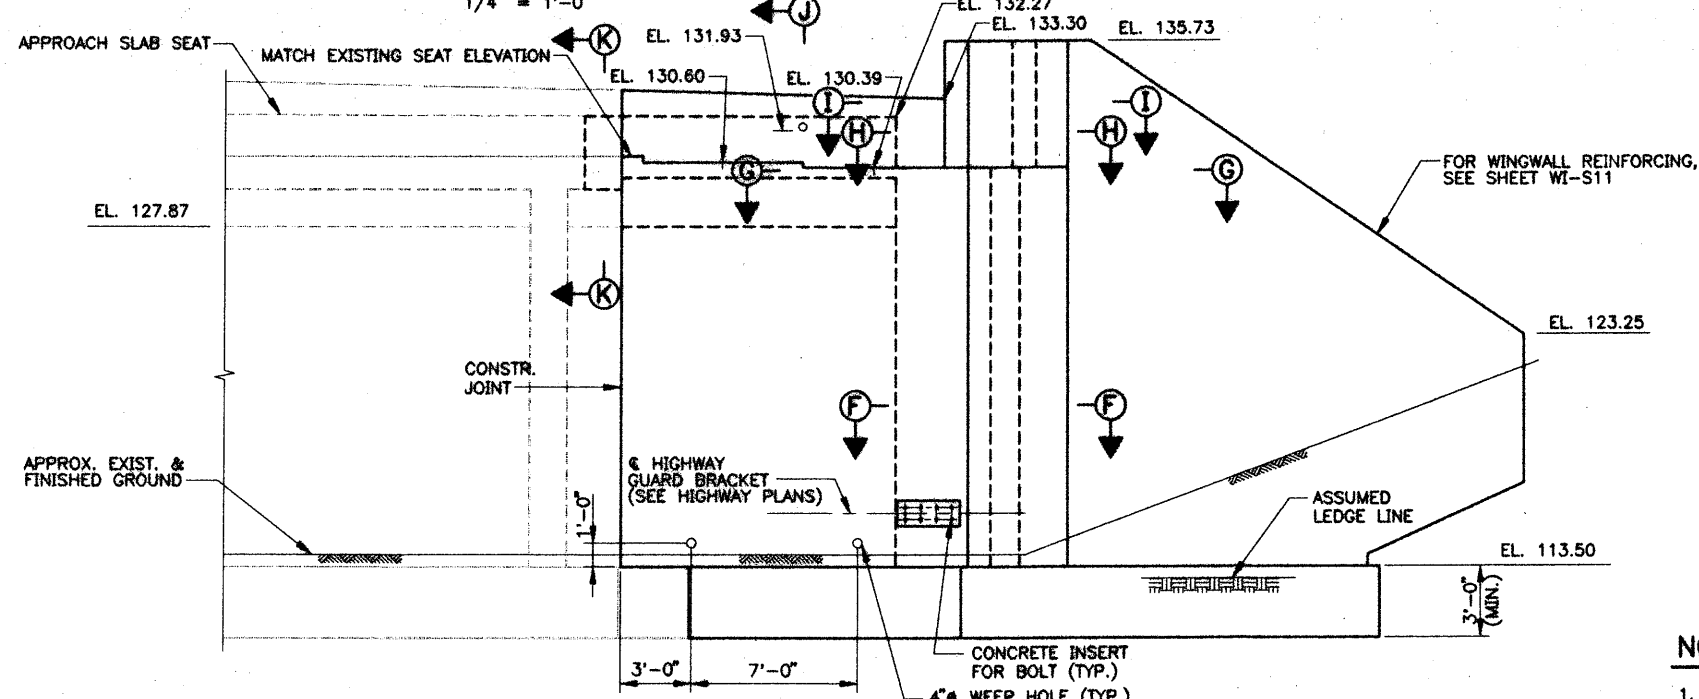 1/4" = 1'-0"
J
EL. 132.27
EL. 133.30
EL. 135.73
APPROACH SLAB SEAT
K
EL. 131.93
MATCH EXISTING SEAT ELEVATION
EL. 130.60
EL. 130.39
I
I
H
H
G
G
FOR WINGWALL REINFORCING,
SEE SHEET WI-S11
EL. 127.87
K
EL. 123.25
CONSTR.
JOINT
F
F
APPROX. EXIST. &
FINISHED GROUND
℄ HIGHWAY
GUARD BRACKET
(SEE HIGHWAY PLANS)
1'-0"
ASSUMED
LEDGE LINE
EL. 113.50
3'-0"
(MIN.)
CONCRETE INSERT
FOR BOLT (TYP.)
3'-0"
7'-0"
4"ø WEEP HOLE (TYP.)
1.